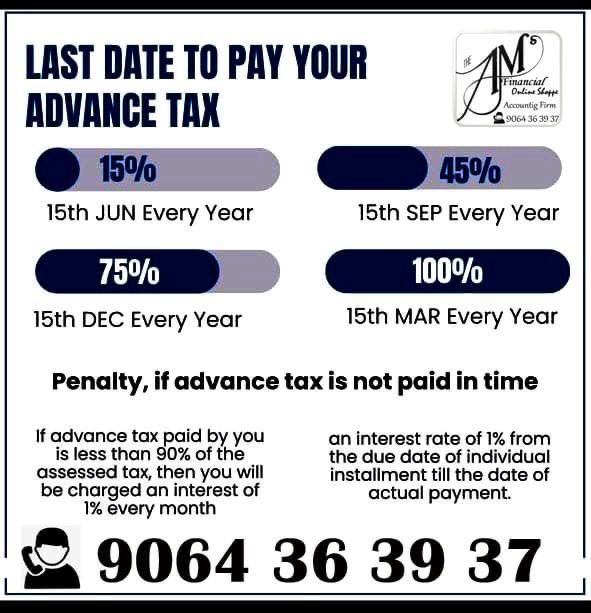 LAST DATE TO PAY YOUR
ADVANCE TAX
THE AJM'S
Financial
Online Shoppe
Accountig Firm
9064 36 39 37
15%
45%
15th JUN Every Year
15th SEP Every Year
75%
100%
15th DEC Every Year
15th MAR Every Year
Penalty, if advance tax is not paid in time
If advance tax paid by you
is less than 90% of the
assessed tax, then you will
be charged an interest of
1% every month
an interest rate of 1% from
the due date of individual
installment till the date of
actual payment.
9064 36 39 37